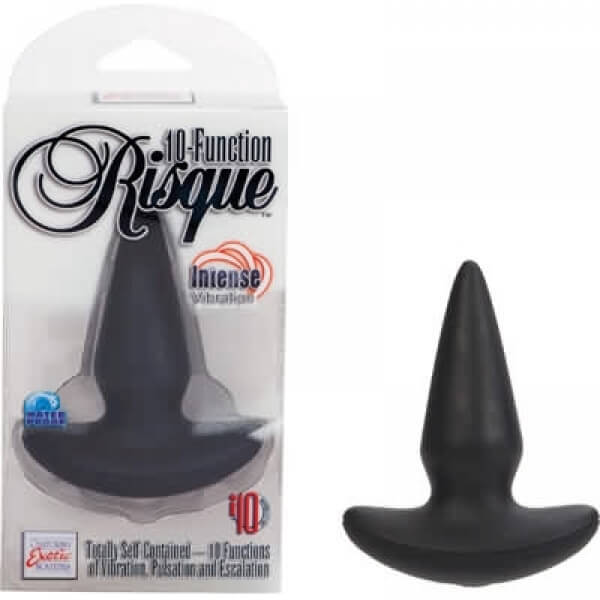 10-Function
Risque™
Intense
Vibration
WATER
PROOF
i10
California
Exotic
Novelties
Totally Self Contained—10 Functions
of Vibration, Pulsation and Escalation